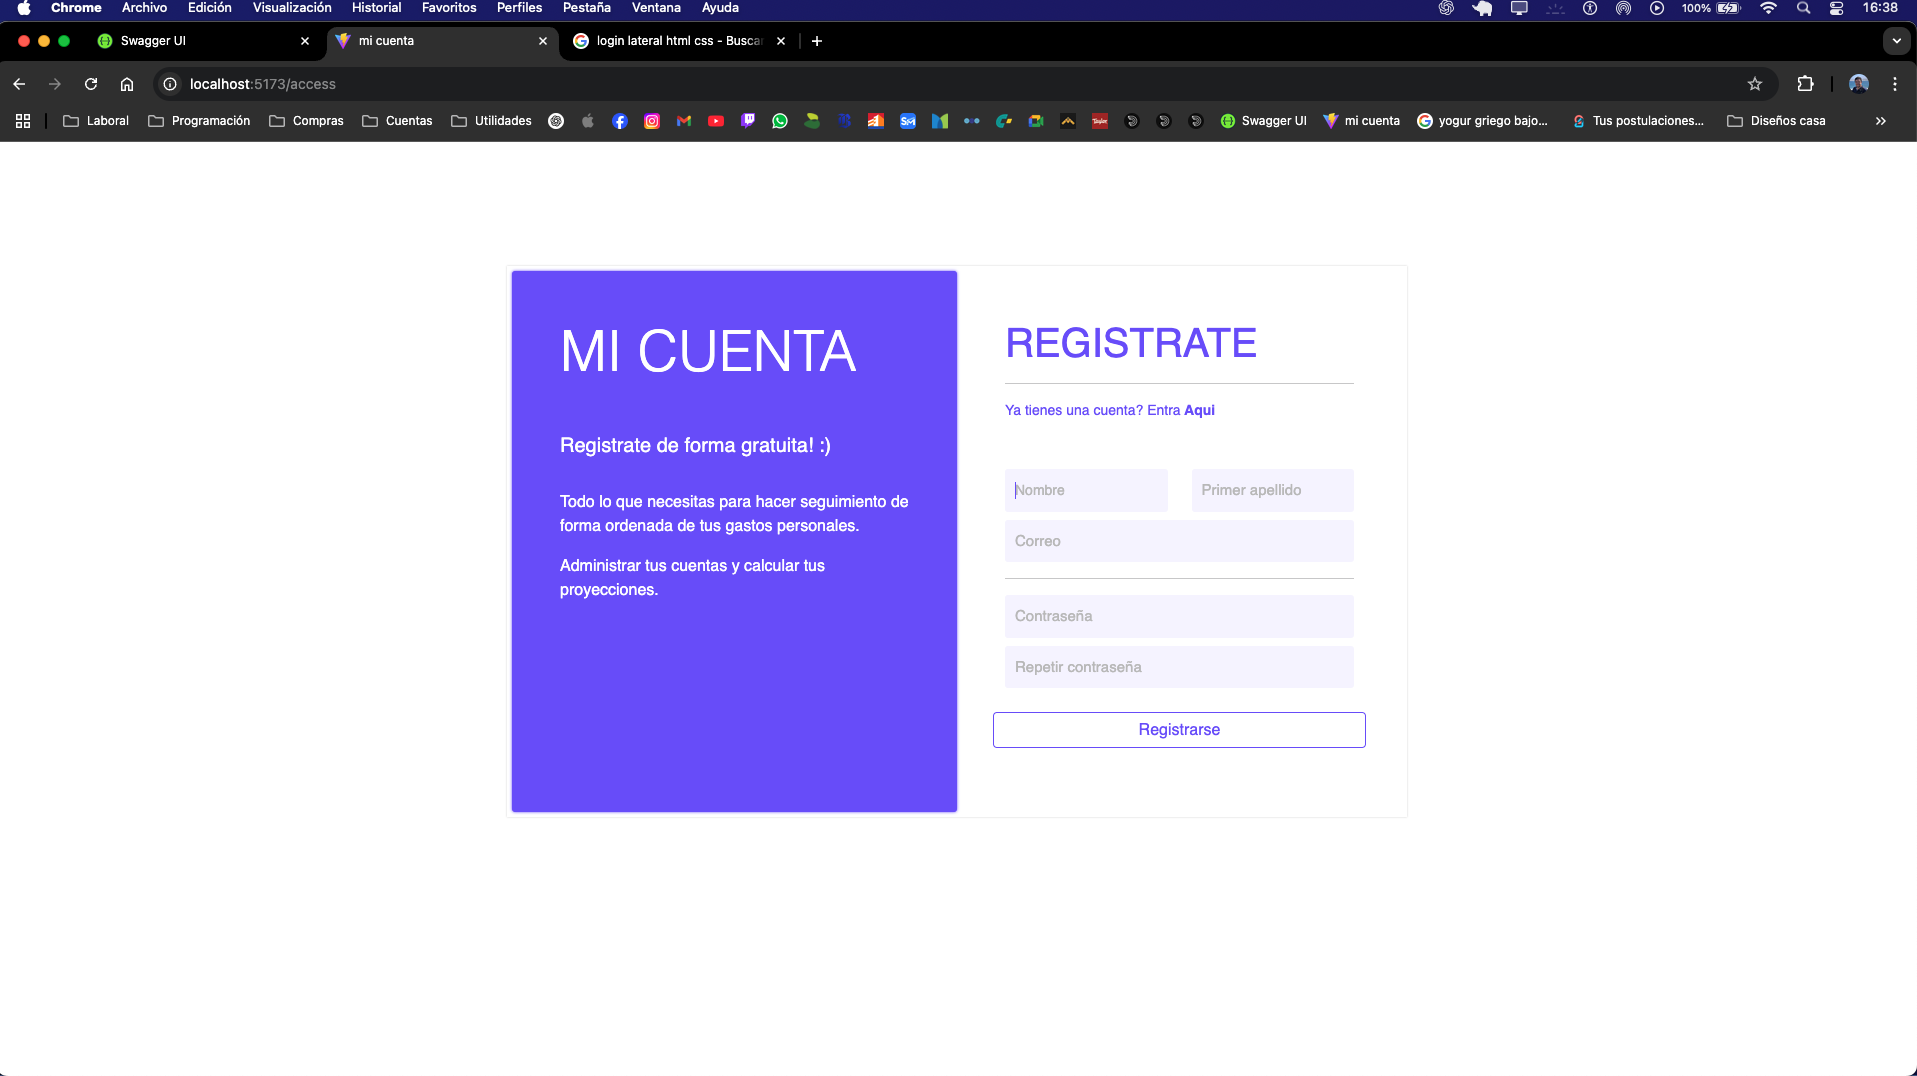 Chrome Archivo Edición Visualización Historial Favoritos Perfiles Pestaña Ventana Ayuda 100% 16:38
Swagger UI mi cuenta login lateral html css - Busca
localhost:5173/access
Laboral Programación Compras Cuentas Utilidades SM Swagger UI mi cuenta yogur griego bajo... Tus postulaciones... Diseños casa »
MI CUENTA
Registrate de forma gratuita! :)
Todo lo que necesitas para hacer seguimiento de
forma ordenada de tus gastos personales.
Administrar tus cuentas y calcular tus
proyecciones.
REGISTRATE
Ya tienes una cuenta? Entra Aqui
Nombre Primer apellido
Correo
Contraseña
Repetir contraseña
Registrarse